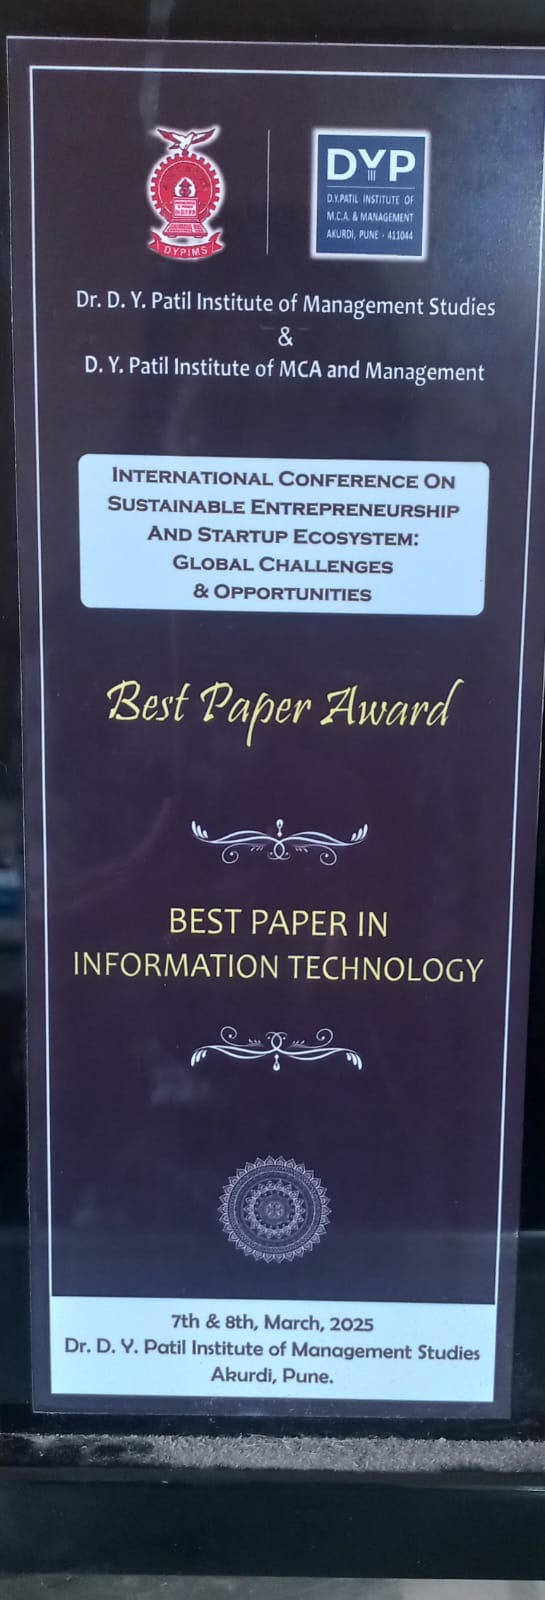 DYPIMS
DYP
D.Y.PATIL INSTITUTE OF
M.C.A. & MANAGEMENT
AKURDI, PUNE - 411044
Dr. D. Y. Patil Institute of Management Studies
&
D. Y. Patil Institute of MCA and Management
INTERNATIONAL CONFERENCE ON
SUSTAINABLE ENTREPRENEURSHIP
AND STARTUP ECOSYSTEM:
GLOBAL CHALLENGES
& OPPORTUNITIES
Best Paper Award
BEST PAPER IN
INFORMATION TECHNOLOGY
7th & 8th, March, 2025
Dr. D. Y. Patil Institute of Management Studies
Akurdi, Pune.